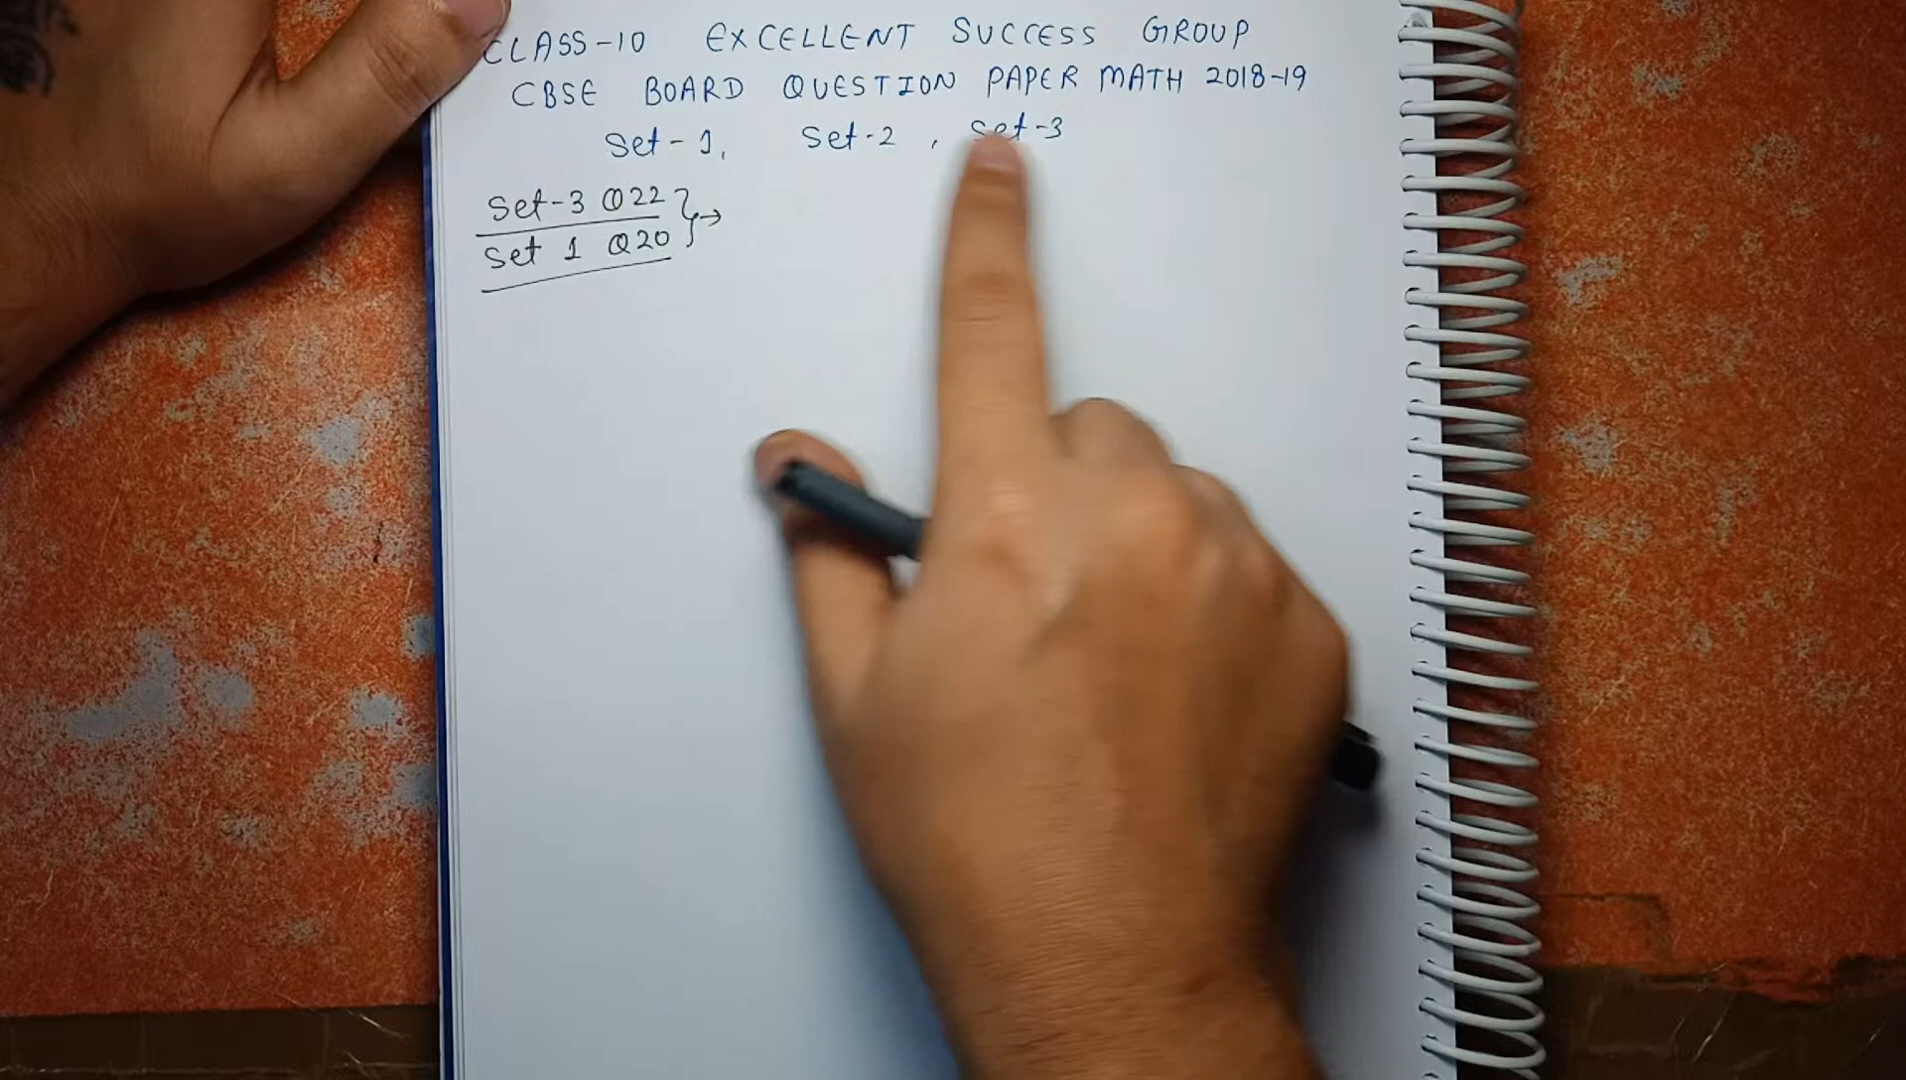 CLASS-10 EXCELLENT SUCCESS GROUP
CBSE BOARD QUESTION PAPER MATH 2018-19
Set-1, Set-2, Set-3
Set-3 Q22
Set 1 Q20